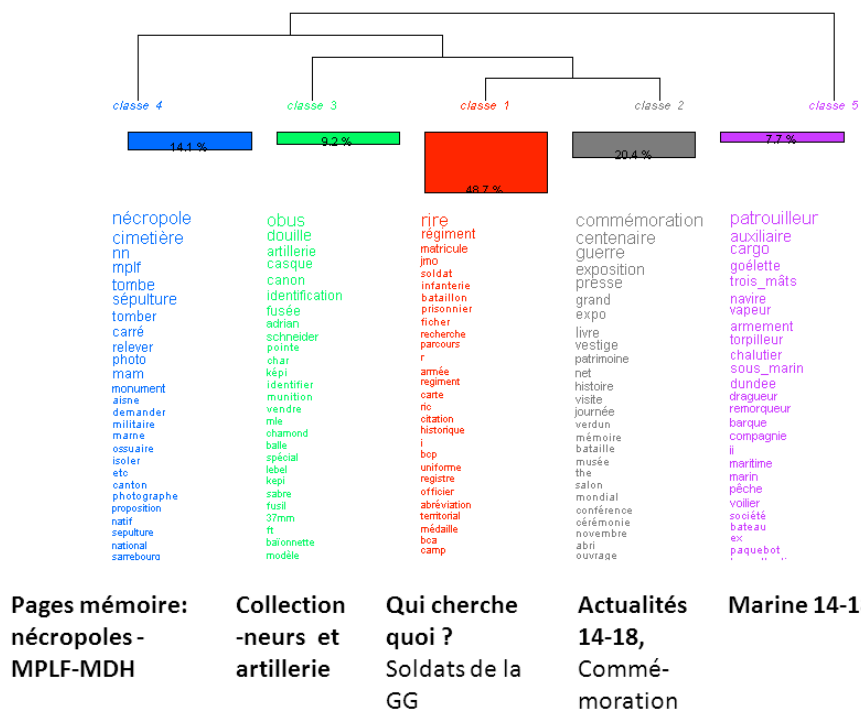 classe 4
classe 3
classe 1
classe 2
classe 5
14.1 %
9.2 %
48.7 %
20.4 %
7.7 %
nécropole
cimetière
nn
mplf
tombe
sépulture
tomber
carré
relever
photo
mam
monument
aisne
demander
militaire
marne
ossuaire
isoler
etc
canton
photographe
proposition
natif
sepulture
national
sarrebourg
obus
douille
artillerie
casque
canon
identification
fusée
adrian
schneider
pointe
char
képi
identifier
munition
vendre
mle
chamond
balle
spécial
lebel
kepi
sabre
fusil
37mm
ft
baïonnette
modèle
rire
régiment
matricule
jmo
soldat
infanterie
bataillon
prisonnier
ficher
recherche
parcours
r
armée
regiment
carte
ric
citation
historique
i
bcp
uniforme
registre
officier
abréviation
territorial
médaille
bca
camp
commémoration
centenaire
guerre
exposition
presse
grand
expo
livre
vestige
patrimoine
net
histoire
visite
journée
verdun
mémoire
bataille
musée
the
salon
mondial
conférence
cérémonie
novembre
abri
ouvrage
patrouilleur
auxiliaire
cargo
goélette
trois_mâts
navire
vapeur
armement
torpilleur
chalutier
sous_marin
dundee
dragueur
remorqueur
barque
compagnie
ii
maritime
marin
pêche
voilier
société
bateau
ex
paquebot
Pages mémoire:
nécropoles -
MPLF-MDH
Collection
-neurs et
artillerie
Qui cherche
quoi ?
Soldats de la
GG
Actualités
14-18,
Commé-
moration
Marine 14-1